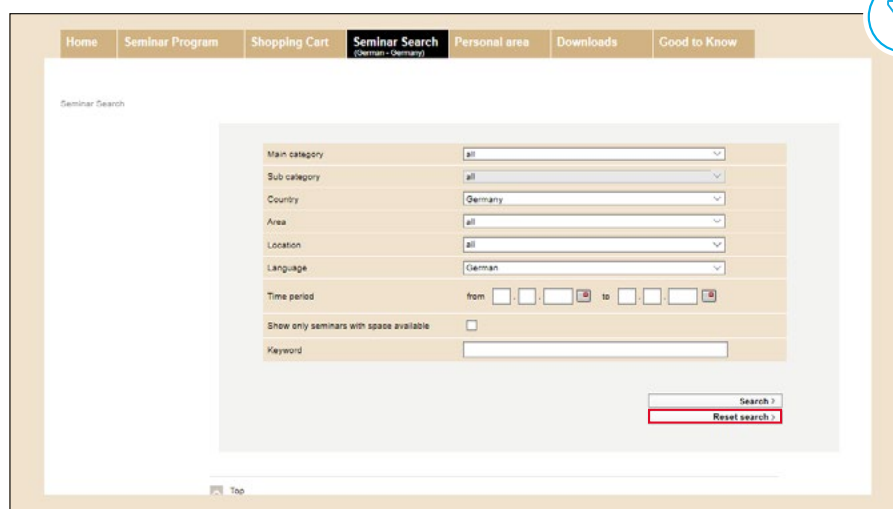 Home Seminar Program Shopping Cart Seminar Search Personal area Downloads Good to Know
(German - Germany)
Seminar Search
Main category all
Sub category all
Country Germany
Area all
Location all
Language German
Time period from . . to . .
Show only seminars with space available
Keyword
Search >
Reset search >
Top